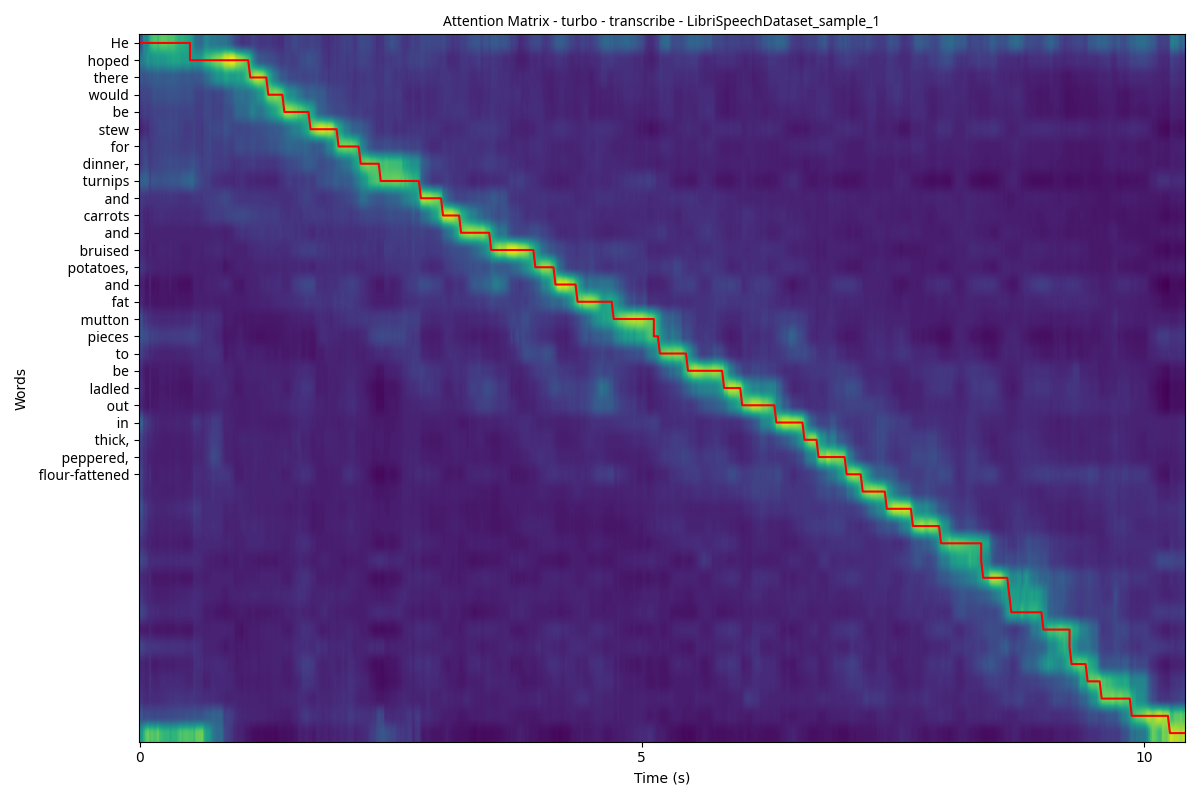 Attention Matrix - turbo - transcribe - LibriSpeechDataset_sample_1
He
hoped
there
would
be
stew
for
dinner,
turnips
and
carrots
and
bruised
potatoes,
and
fat
mutton
pieces
to
be
ladled
out
in
thick,
peppered,
flour-fattened
Words
0
5
10
Time (s)